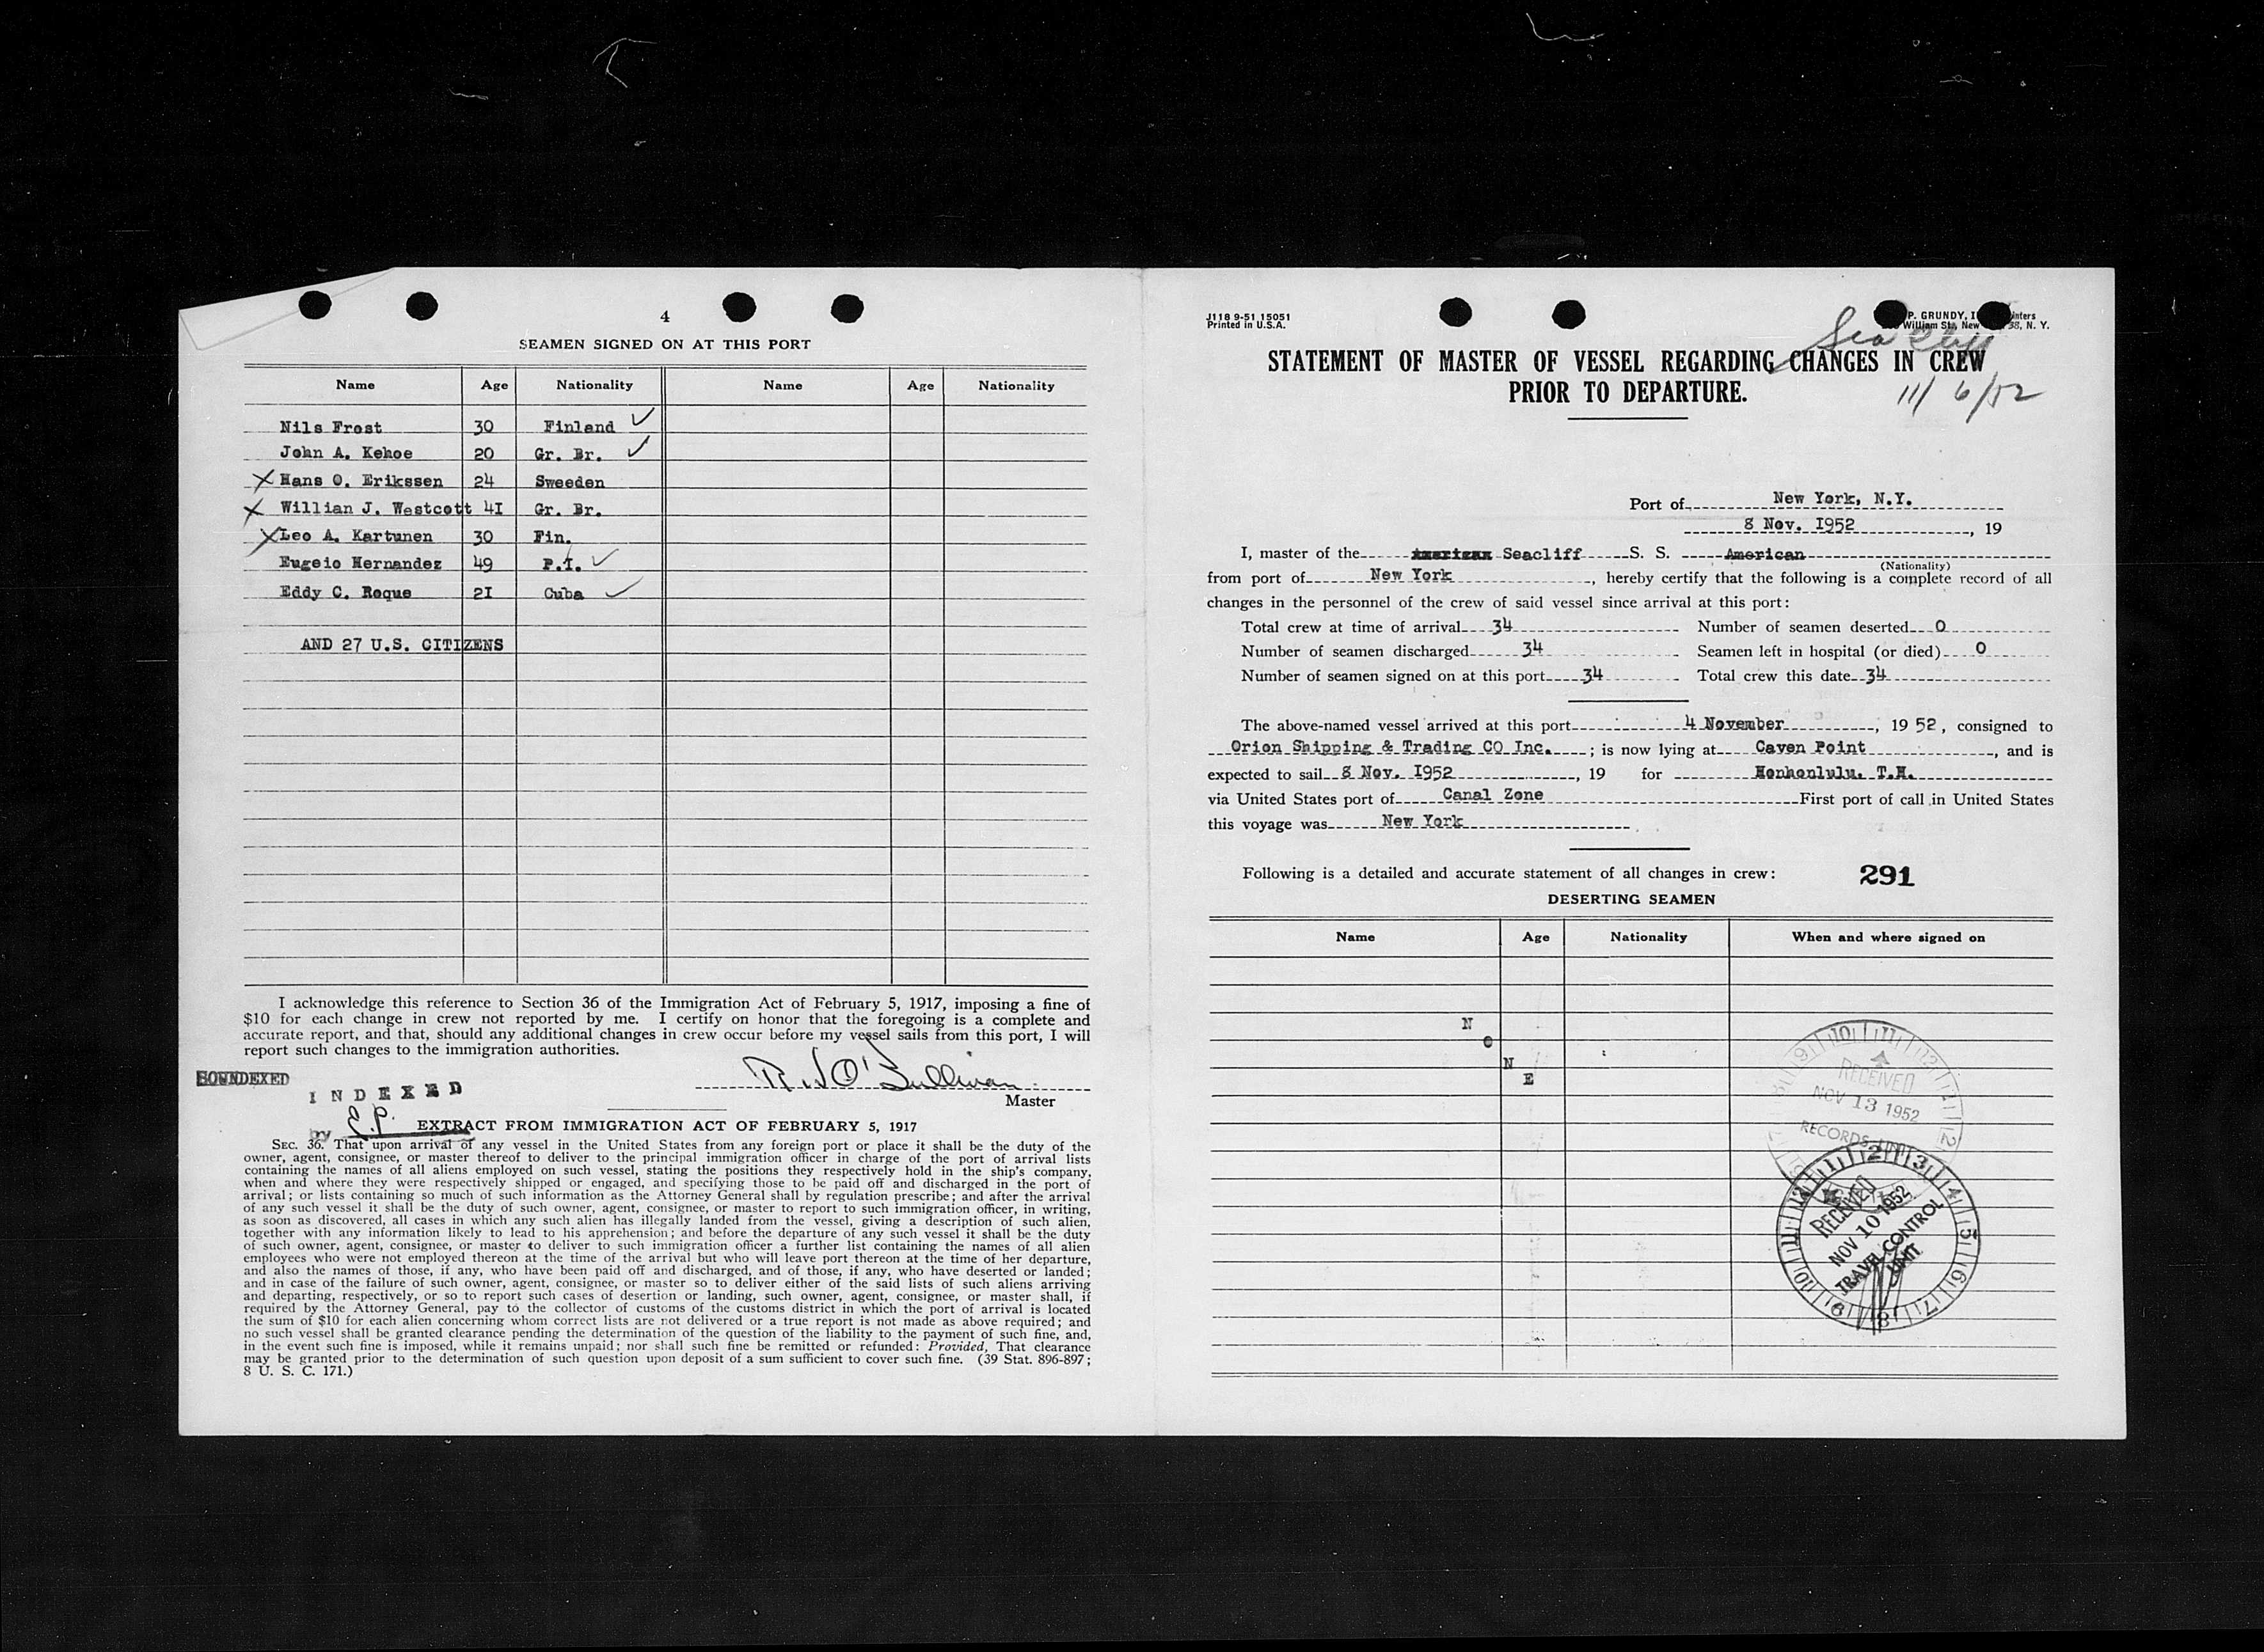 4
SEAMEN SIGNED ON AT THIS PORT
Name Age Nationality Name Age Nationality
Nils Frost 30 Finland ✓
John A. Kehoe 20 Gr. Br. ✓
X Hans O. Erikssen 24 Sweeden
X Willian J. Westcott 4I Gr. Br.
X Leo A. Kartunen 30 Fin.
Eugeio Hernandez 49 P.I. ✓
Eddy C. Roque 2I Cuba ✓
AND 27 U.S. CITIZENS
I acknowledge this reference to Section 36 of the Immigration Act of February 5, 1917, imposing a fine of
$10 for each change in crew not reported by me. I certify on honor that the foregoing is a complete and
accurate report, and that, should any additional changes in crew occur before my vessel sails from this port, I will
report such changes to the immigration authorities.
SOUNDEXED
INDEXED
by E.P.
R. J O'Sullivan
Master
EXTRACT FROM IMMIGRATION ACT OF FEBRUARY 5, 1917
SEC. 36. That upon arrival of any vessel in the United States from any foreign port or place it shall be the duty of the
owner, agent, consignee, or master thereof to deliver to the principal immigration officer in charge of the port of arrival lists
containing the names of all aliens employed on such vessel, stating the positions they respectively hold in the ship's company,
when and where they were respectively shipped or engaged, and specifying those to be paid off and discharged in the port of
arrival; or lists containing so much of such information as the Attorney General shall by regulation prescribe; and after the arrival
of any such vessel it shall be the duty of such owner, agent, consignee, or master to report to such immigration officer, in writing,
as soon as discovered, all cases in which any such alien has illegally landed from the vessel, giving a description of such alien,
together with any information likely to lead to his apprehension; and before the departure of any such vessel it shall be the duty
of such owner, agent, consignee, or master to deliver to such immigration officer a further list containing the names of all alien
employees who were not employed thereon at the time of the arrival but who will leave port thereon at the time of her departure,
and also the names of those, if any, who have been paid off and discharged, and of those, if any, who have deserted or landed;
and in case of the failure of such owner, agent, consignee, or master so to deliver either of the said lists of such aliens arriving
and departing, respectively, or so to report such cases of desertion or landing, such owner, agent, consignee, or master shall, if
required by the Attorney General, pay to the collector of customs of the customs district in which the port of arrival is located
the sum of $10 for each alien concerning whom correct lists are not delivered or a true report is not made as above required; and
no such vessel shall be granted clearance pending the determination of the question of the liability to the payment of such fine, and,
in the event such fine is imposed, while it remains unpaid; nor shall such fine be remitted or refunded: Provided, That clearance
may be granted prior to the determination of such question upon deposit of a sum sufficient to cover such fine. (39 Stat. 896-897;
8 U. S. C. 171.)
J118 9-51 15051
Printed in U.S.A.
P. GRUNDY,
William St., New 38, N. Y.
Sea Cliff
STATEMENT OF MASTER OF VESSEL REGARDING CHANGES IN CREW
PRIOR TO DEPARTURE.
11/6/52
Port of New York, N.Y.
8 Nov. I952, 19
I, master of the Seacliff S. S. American
(Nationality)
from port of New York, hereby certify that the following is a complete record of all
changes in the personnel of the crew of said vessel since arrival at this port:
Total crew at time of arrival 34 Number of seamen deserted 0
Number of seamen discharged 34 Seamen left in hospital (or died) 0
Number of seamen signed on at this port 34 Total crew this date 34
The above-named vessel arrived at this port 4 November, 19 52, consigned to
Orion Shipping & Trading CO Inc.; is now lying at Caven Point, and is
expected to sail 8 Nov. I952, 19 for Honhonlulu. T.H.
via United States port of Canal Zone First port of call in United States
this voyage was New York
Following is a detailed and accurate statement of all changes in crew: 291
DESERTING SEAMEN
Name Age Nationality When and where signed on
N
O
N
E
RECEIVED
NOV 13 1952
RECORDS
RECEIVED
NOV 10 1952
TRAVEL CONTROL
UNIT